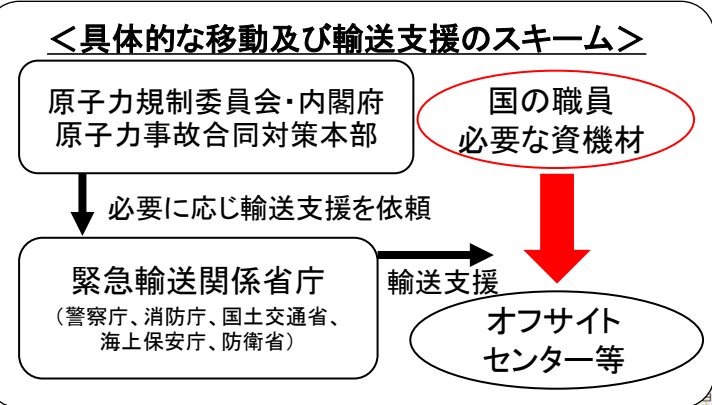 ＜具体的な移動及び輸送支援のスキーム＞
原子力規制委員会・内閣府
原子力事故合同対策本部
国の職員
必要な資機材
必要に応じ輸送支援を依頼
緊急輸送関係省庁
（警察庁、消防庁、国土交通省、
海上保安庁、防衛省）
輸送支援
オフサイト
センター等